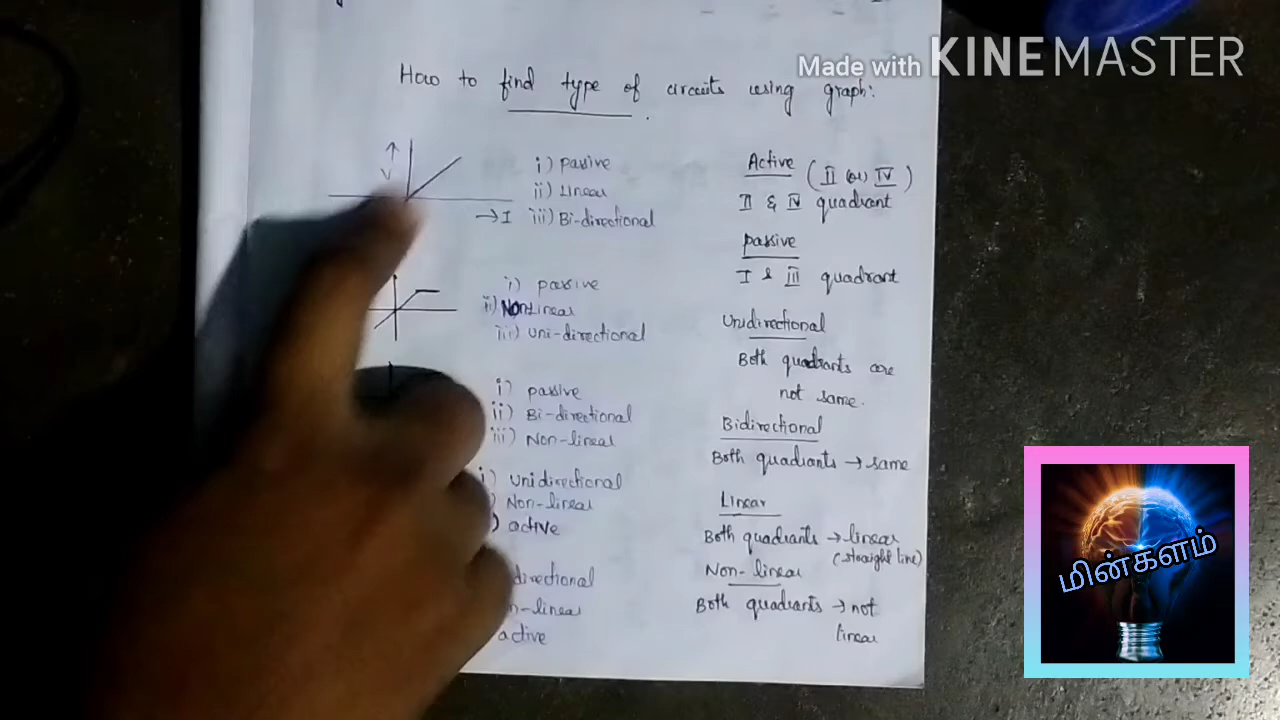 Made with KINEMASTER
How to find type of circuits using graph:
V
→ I
i) Passive
ii) Linear
iii) Bi-directional
i) passive
ii) NonLinear
iii) Uni-directional
i) passive
ii) Bi-directional
iii) Non-linear
i) Unidirectional
Non-linear
active
directional
linear
active
Active (II (or) IV)
II & IV quadrant
Passive
I & III quadrant
Unidirectional
Both quadrants are
not same.
Bidirectional
Both quadrants → same
Linear
Both quadrants → linear
(straight line)
Non-linear
Both quadrants → not
linear
மின்களம்